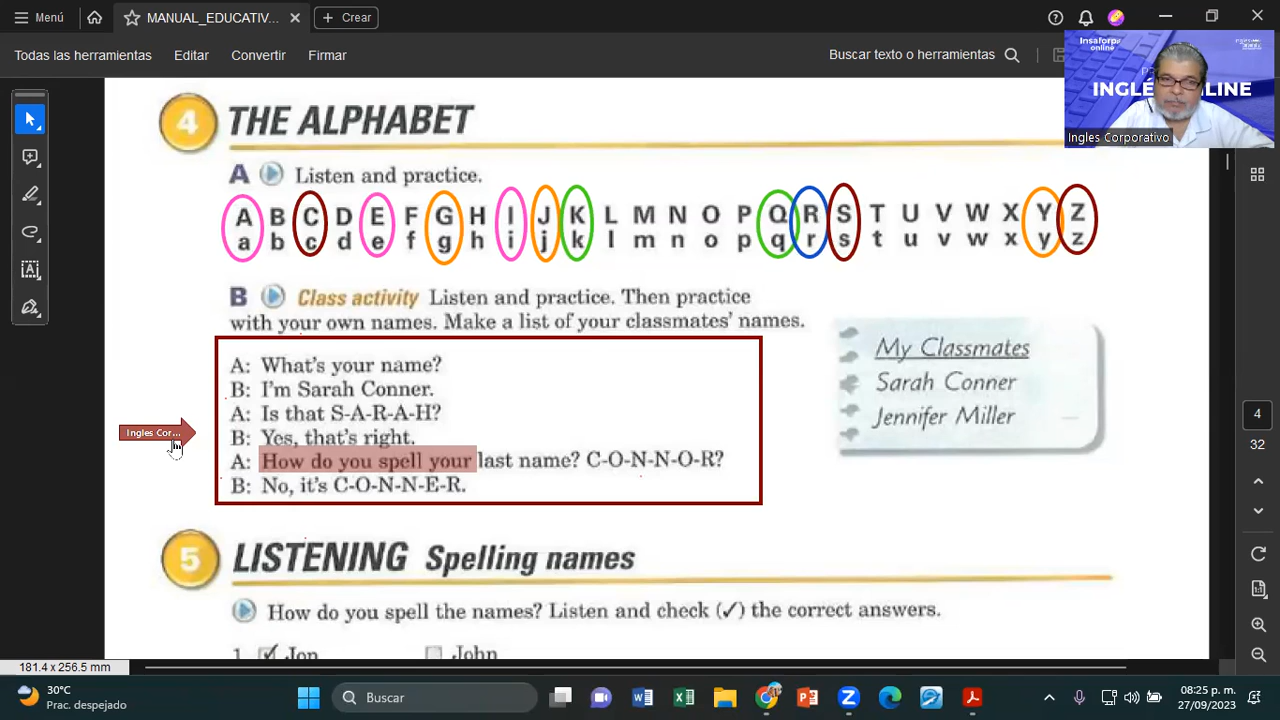 Menú
MANUAL_EDUCATIV...
Crear
Todas las herramientas
Editar
Convertir
Firmar
Buscar texto o herramientas
Insaforp
online
INGLÉS ONLINE
Ingles Corporativo
4 THE ALPHABET
A Listen and practice.
A B C D E F G H I J K L M N O P Q R S T U V W X Y Z
a b c d e f g h i j k l m n o p q r s t u v w x y z
B Class activity Listen and practice. Then practice
with your own names. Make a list of your classmates' names.
A: What's your name?
B: I'm Sarah Conner.
A: Is that S-A-R-A-H?
B: Yes, that's right.
A: How do you spell your last name? C-O-N-N-O-R?
B: No, it's C-O-N-N-E-R.
Ingles Cor...
My Classmates
Sarah Conner
Jennifer Miller
4
32
5 LISTENING Spelling names
How do you spell the names? Listen and check (✓) the correct answers.
1. Jon John
181.4 x 256.5 mm
30°C
Prc. despejado
Buscar
08:25 p. m.
27/09/2023